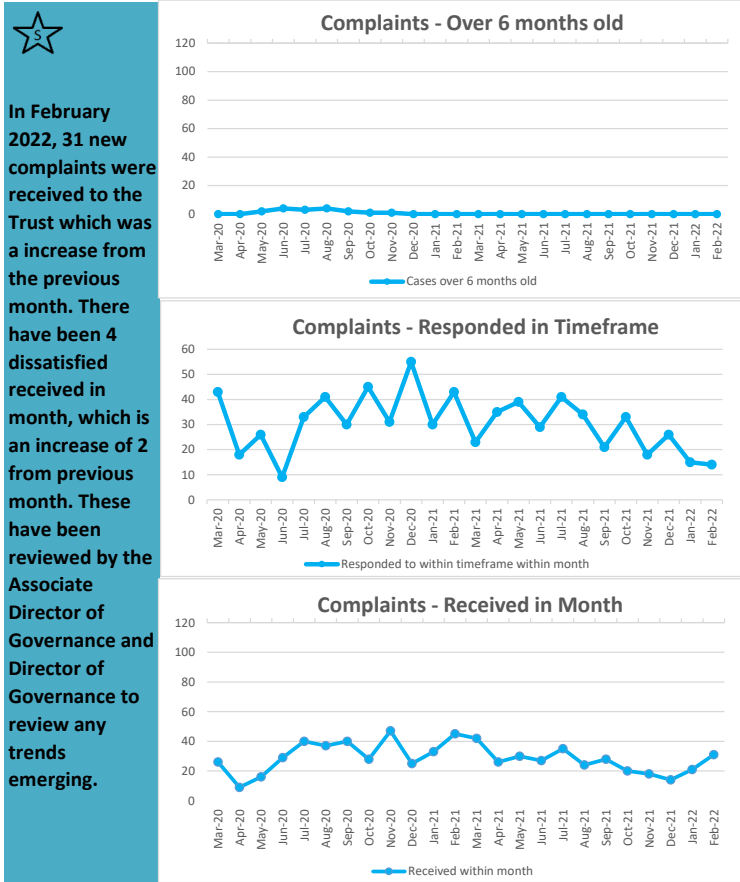 S
In February
2022, 31 new
complaints were
received to the
Trust which was
a increase from
the previous
month. There
have been 4
dissatisfied
received in
month, which is
an increase of 2
from previous
month. These
have been
reviewed by the
Associate
Director of
Governance and
Director of
Governance to
review any
trends
emerging.
Complaints - Over 6 months old
120
100
80
60
40
20
0
Mar-20 Apr-20 May-20 Jun-20 Jul-20 Aug-20 Sep-20 Oct-20 Nov-20 Dec-20 Jan-21 Feb-21 Mar-21 Apr-21 May-21 Jun-21 Jul-21 Aug-21 Sep-21 Oct-21 Nov-21 Dec-21 Jan-22 Feb-22
Cases over 6 months old
Complaints - Responded in Timeframe
60
50
40
30
20
10
0
Mar-20 Apr-20 May-20 Jun-20 Jul-20 Aug-20 Sep-20 Oct-20 Nov-20 Dec-20 Jan-21 Feb-21 Mar-21 Apr-21 May-21 Jun-21 Jul-21 Aug-21 Sep-21 Oct-21 Nov-21 Dec-21 Jan-22 Feb-22
Responded to within timeframe within month
Complaints - Received in Month
120
100
80
60
40
20
0
Mar-20 Apr-20 May-20 Jun-20 Jul-20 Aug-20 Sep-20 Oct-20 Nov-20 Dec-20 Jan-21 Feb-21 Mar-21 Apr-21 May-21 Jun-21 Jul-21 Aug-21 Sep-21 Oct-21 Nov-21 Dec-21 Jan-22 Feb-22
Received within month